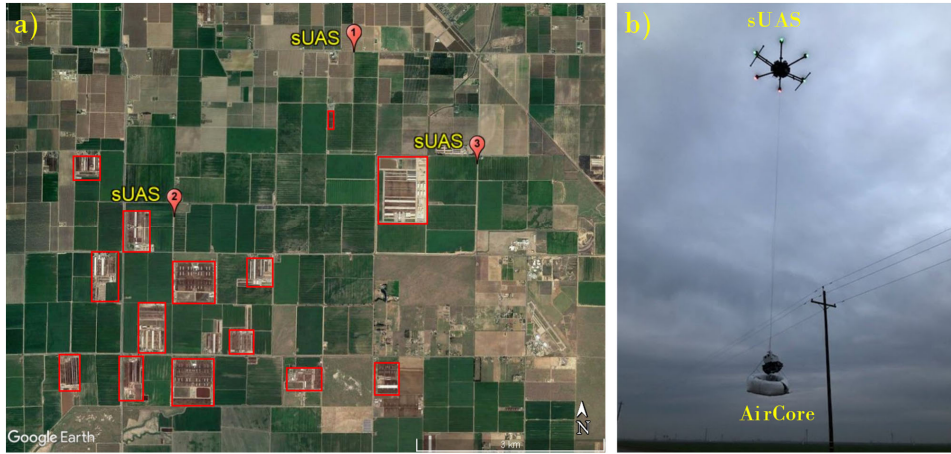 a)
sUAS 1
sUAS 3
sUAS 2
Google Earth
N
3 km
b)
sUAS
AirCore